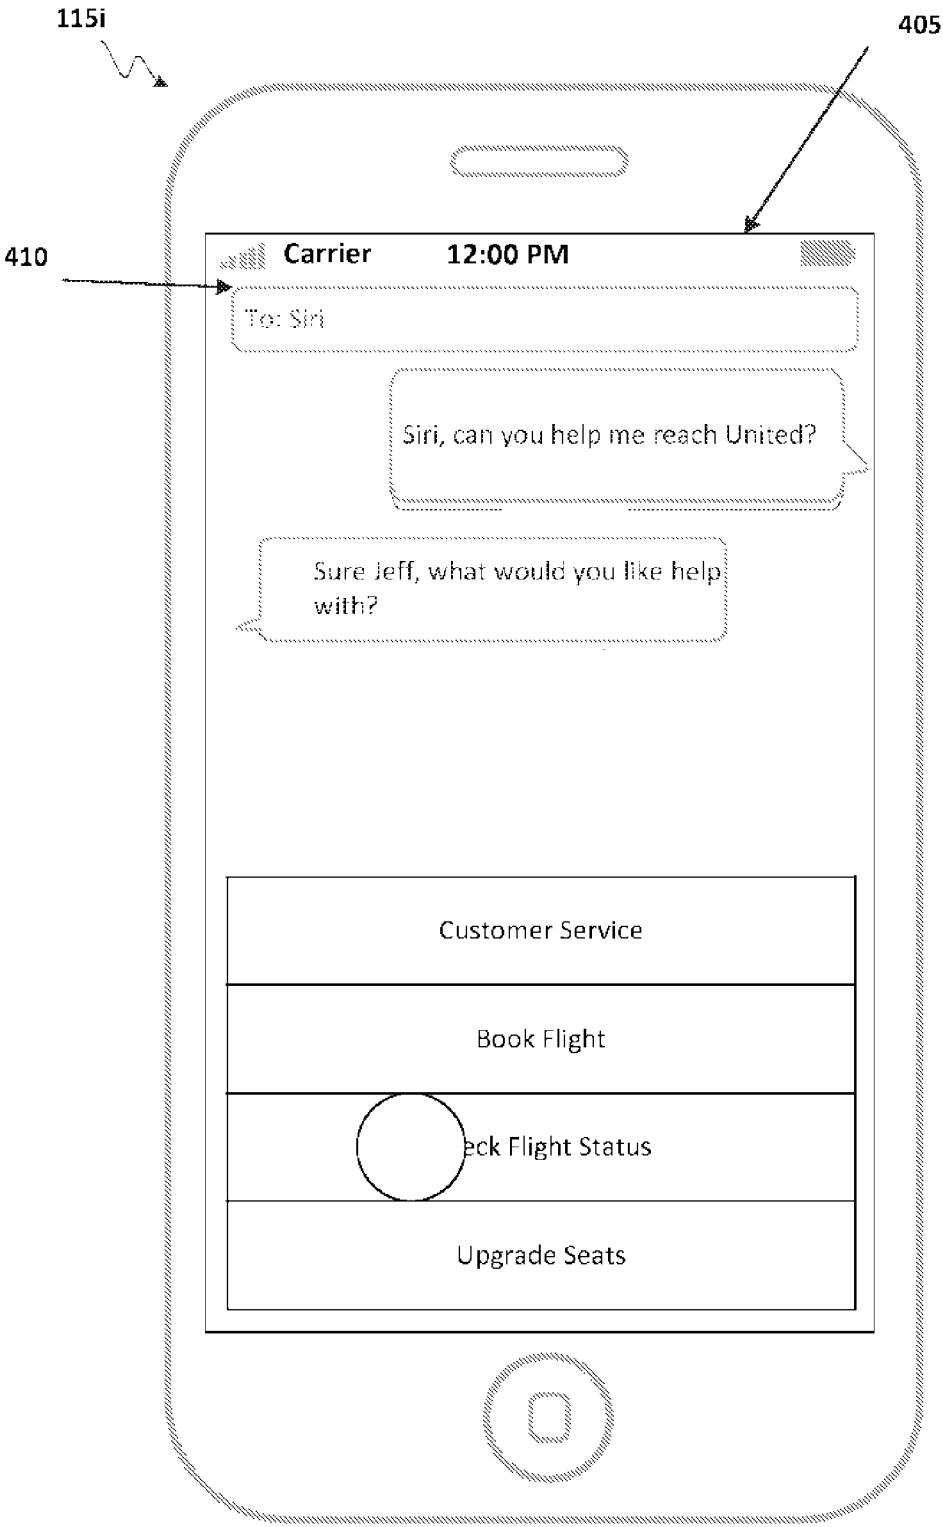 115i
405
410
Carrier 12:00 PM
To: Siri
Siri, can you help me reach United?
Sure Jeff, what would you like help
with?
Customer Service
Book Flight
eck Flight Status
Upgrade Seats